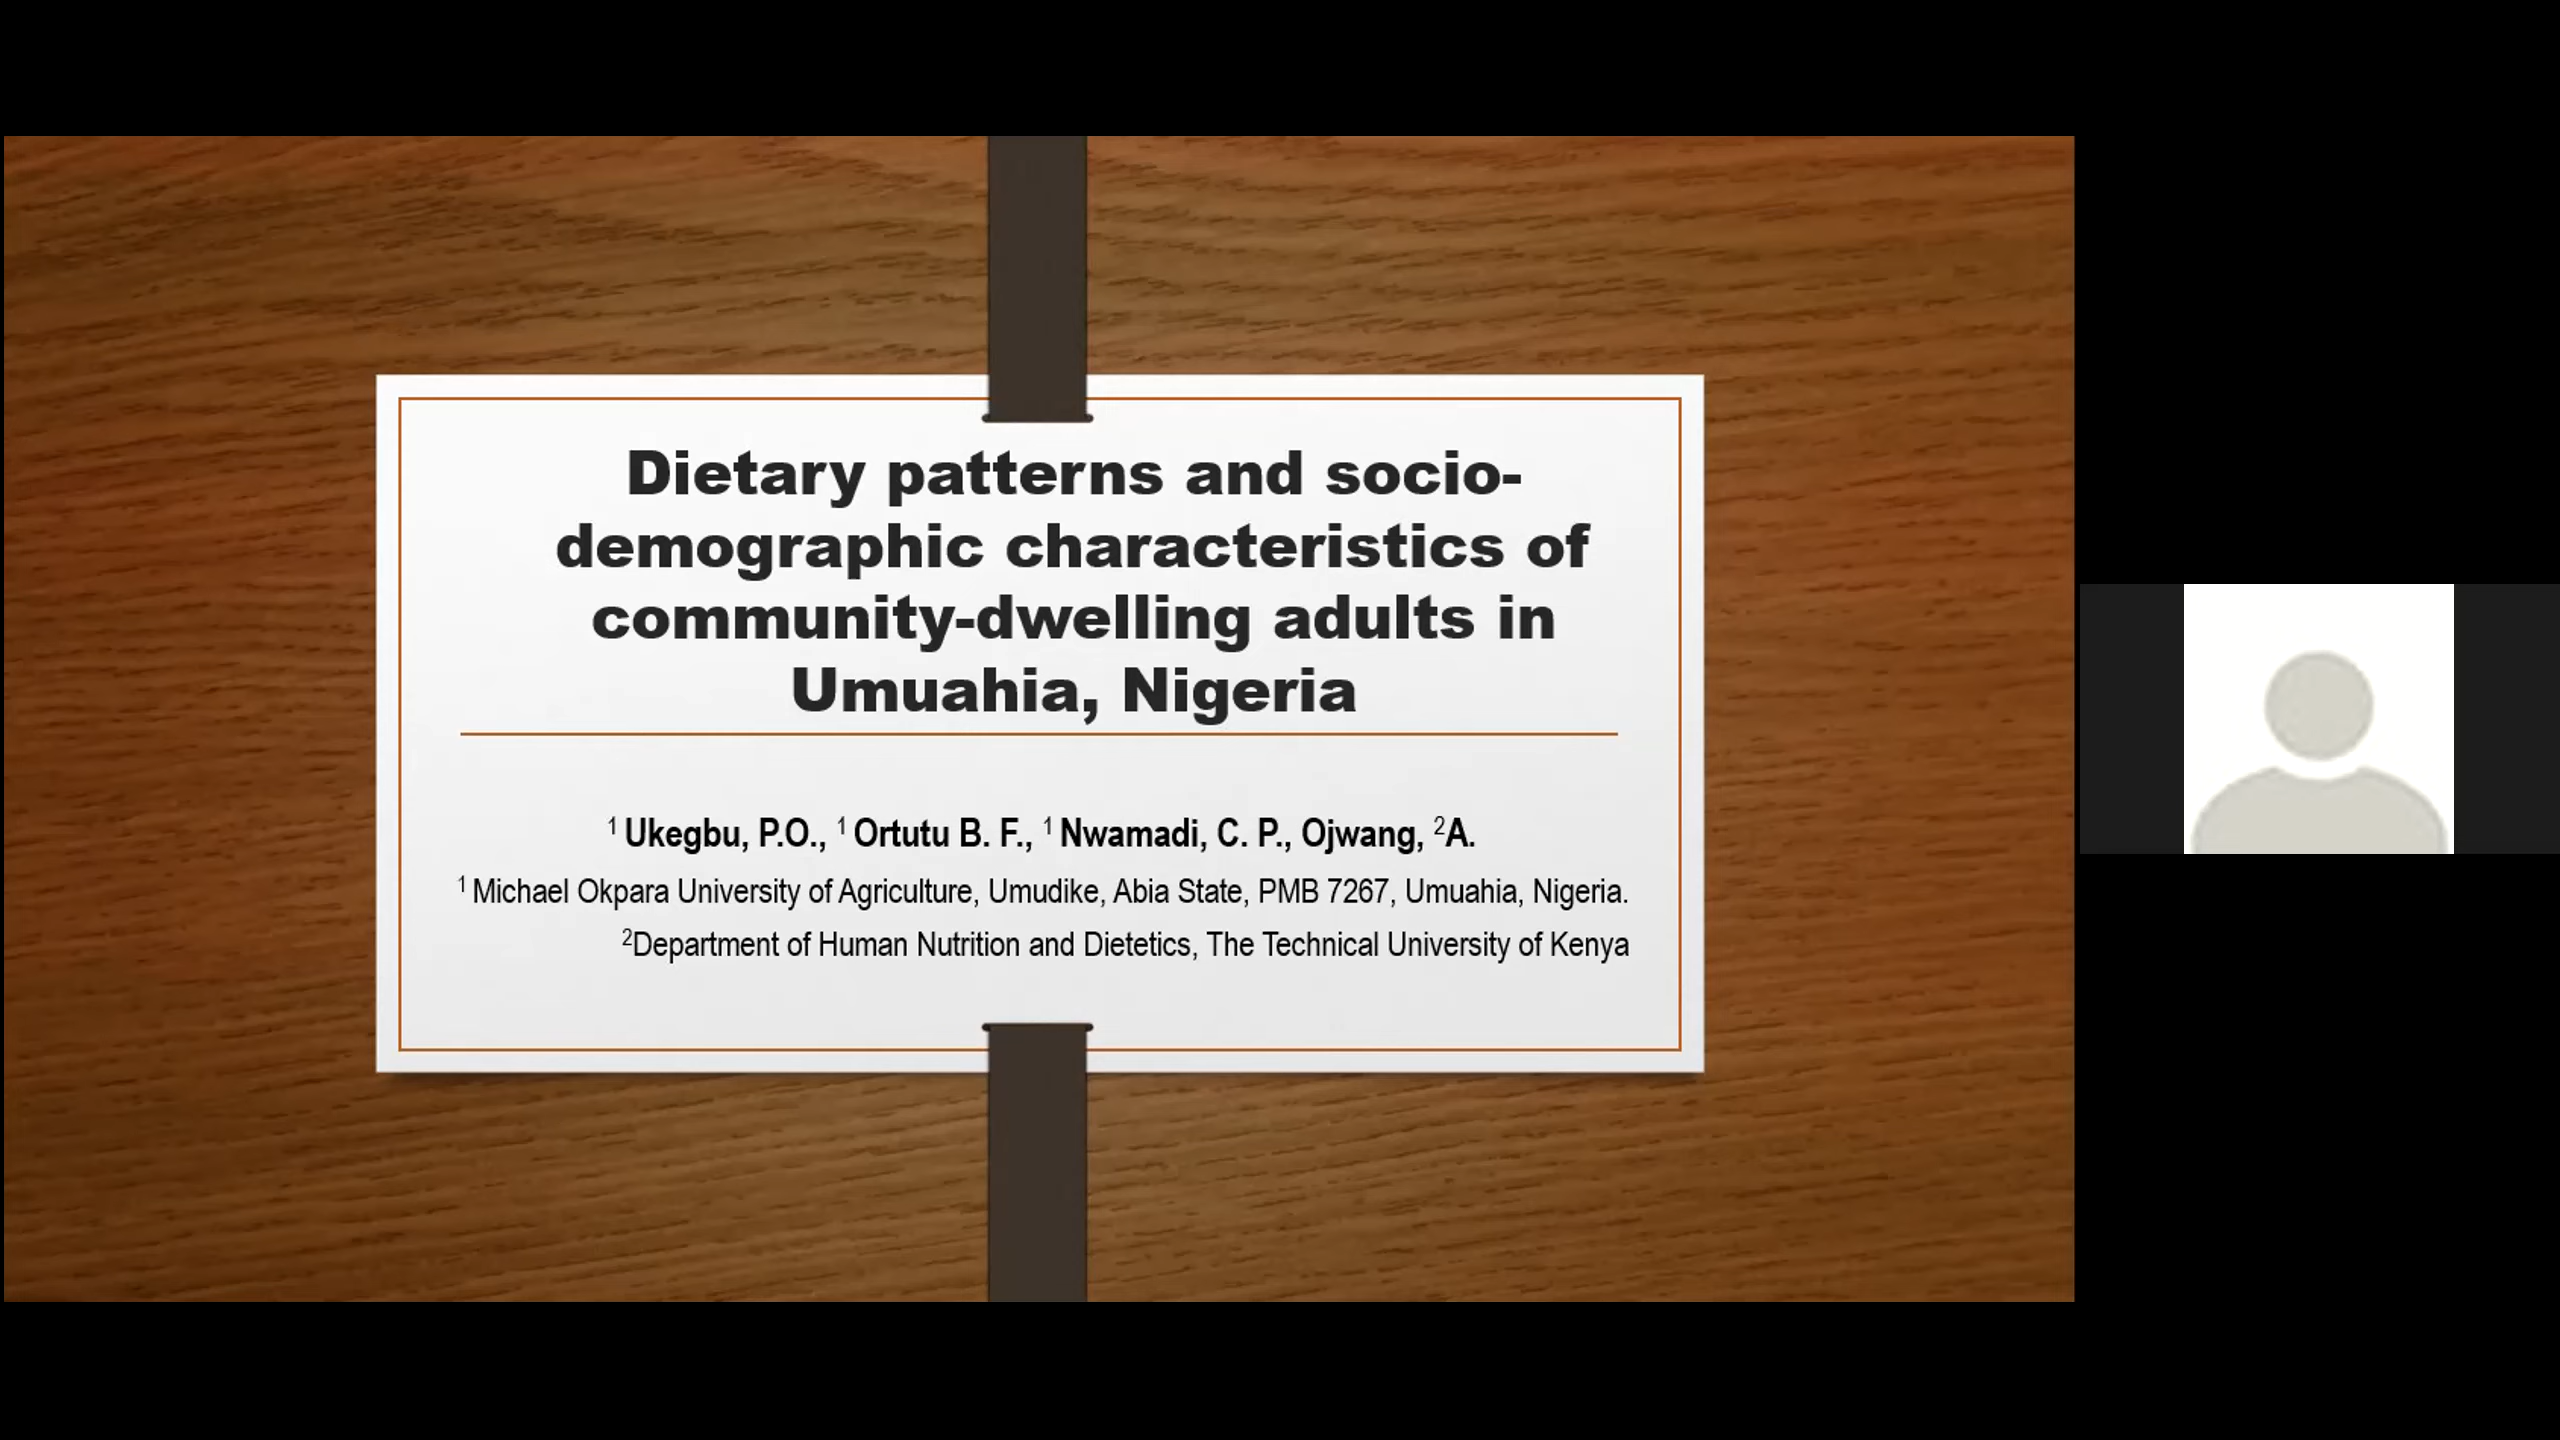 Dietary patterns and socio-
demographic characteristics of
community-dwelling adults in
Umuahia, Nigeria
¹ Ukegbu, P.O., ¹ Ortutu B. F., ¹ Nwamadi, C. P., Ojwang, ²A.
¹ Michael Okpara University of Agriculture, Umudike, Abia State, PMB 7267, Umuahia, Nigeria.
²Department of Human Nutrition and Dietetics, The Technical University of Kenya